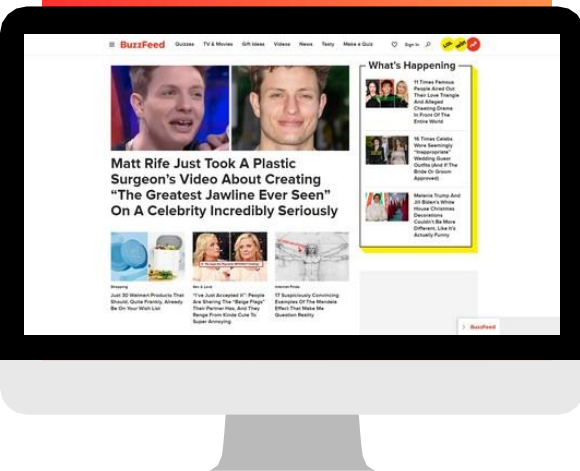 BuzzFeed
Quizzes TV & Movies Gift Ideas Videos News Tasty Make a Quiz Sign In LOL WIN
What's Happening
11 Times Famous
People Aired Out
Their Love Triangle
And Alleged
Cheating Drama
In Front Of The
Entire World
16 Times Celebs
Wore Seemingly
"Inappropriate"
Wedding Guest
Outfits (And If The
Bride Or Groom
Approved)
Melania Trump And
Jill Biden's White
House Christmas
Decorations
Couldn't Be More
Different, Like It's
Actually Funny
Matt Rife Just Took A Plastic
Surgeon's Video About Creating
"The Greatest Jawline Ever Seen"
On A Celebrity Incredibly Seriously
Shopping
Just 30 Walmart Products That
Should, Quite Frankly, Already
Be On Your Wish List
Sex & Love
"I've Just Accepted It": People
Are Sharing The "Beige Flags"
Their Partner Has, And They
Range From Kinda Cute To
Super Annoying
Internet Finds
17 Suspiciously Convincing
Examples Of The Mandela
Effect That Make Me
Question Reality
BuzzFeed